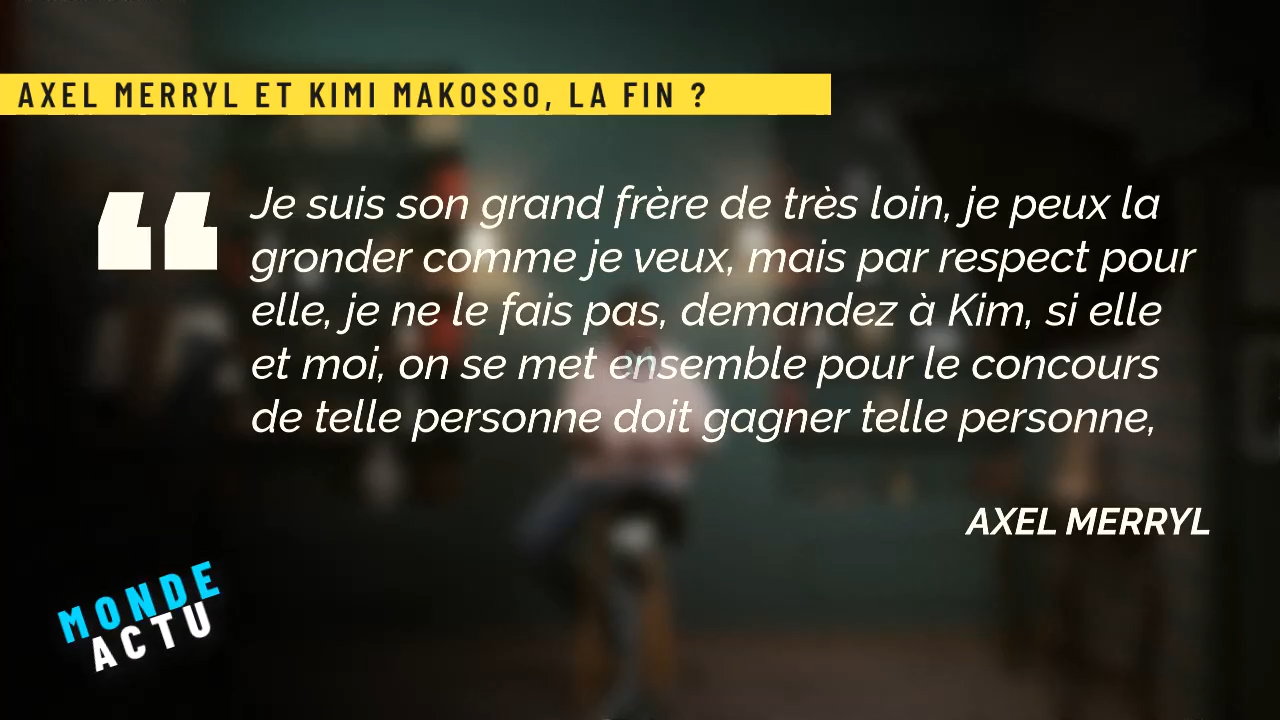 AXEL MERRYL ET KIMI MAKOSSO, LA FIN ?
Je suis son grand frère de très loin, je peux la
gronder comme je veux, mais par respect pour
elle, je ne le fais pas, demandez à Kim, si elle
et moi, on se met ensemble pour le concours
de telle personne doit gagner telle personne,
AXEL MERRYL
MONDE
ACTU